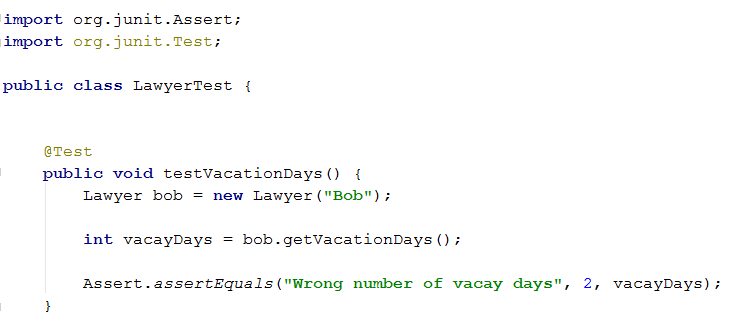 import org.junit.Assert;
import org.junit.Test;
public class LawyerTest {
@Test
public void testVacationDays() {
Lawyer bob = new Lawyer("Bob");
int vacayDays = bob.getVacationDays();
Assert.assertEquals("Wrong number of vacay days", 2, vacayDays);
}